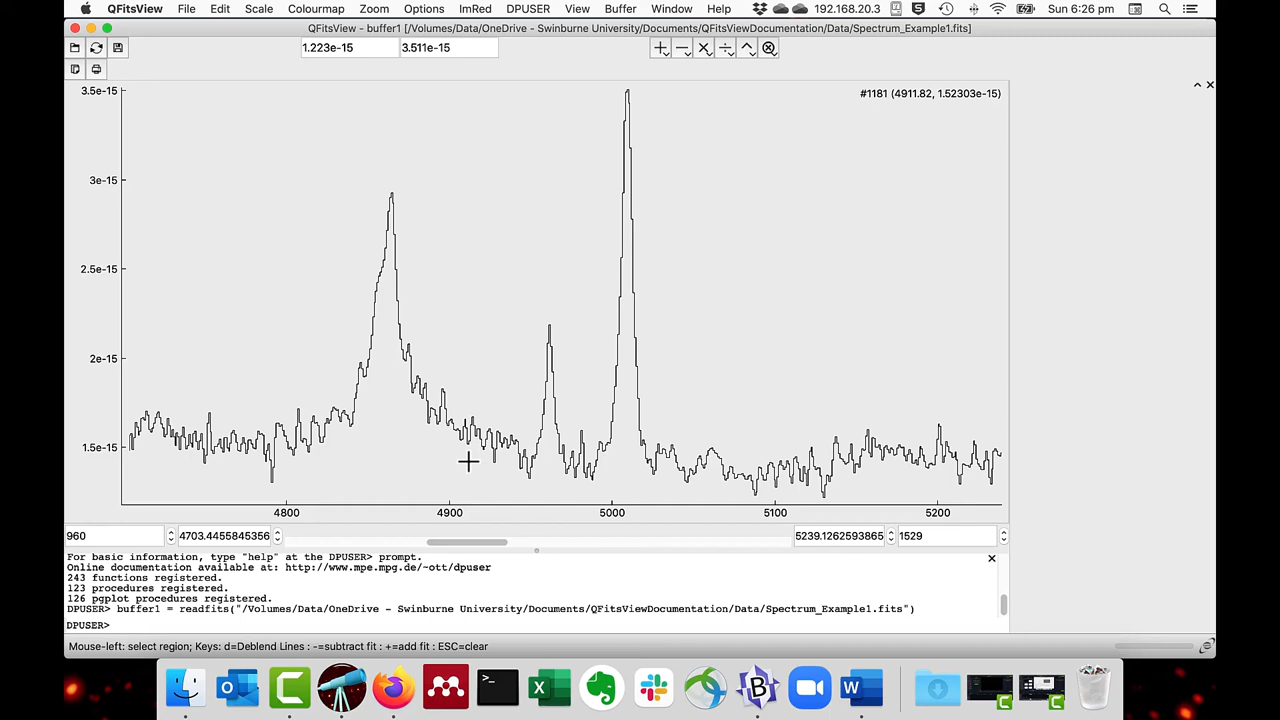 QFitsView File Edit Scale Colourmap Zoom Options ImRed DPUSER View Buffer Window Help 192.168.20.3 Sun 6:26 pm
QFitsView - buffer1 [/Volumes/Data/OneDrive - Swinburne University/Documents/QFitsViewDocumentation/Data/Spectrum_Example1.fits]
1.223e-15 3.511e-15
3.5e-15
#1181 (4911.82, 1.52303e-15)
3e-15
2.5e-15
2e-15
1.5e-15
4800 4900 5000 5100 5200
960 4703.4455845356 5239.1262593865 1529
For basic information, type "help" at the DPUSER> prompt.
Online documentation available at: http://www.mpe.mpg.de/~ott/dpuser
243 functions registered.
123 procedures registered.
126 pgplot procedures registered.
DPUSER> buffer1 = readfits("/Volumes/Data/OneDrive - Swinburne University/Documents/QFitsViewDocumentation/Data/Spectrum_Example1.fits")
DPUSER>
Mouse-left: select region; Keys: d=Deblend Lines : -=subtract fit : +=add fit : ESC=clear